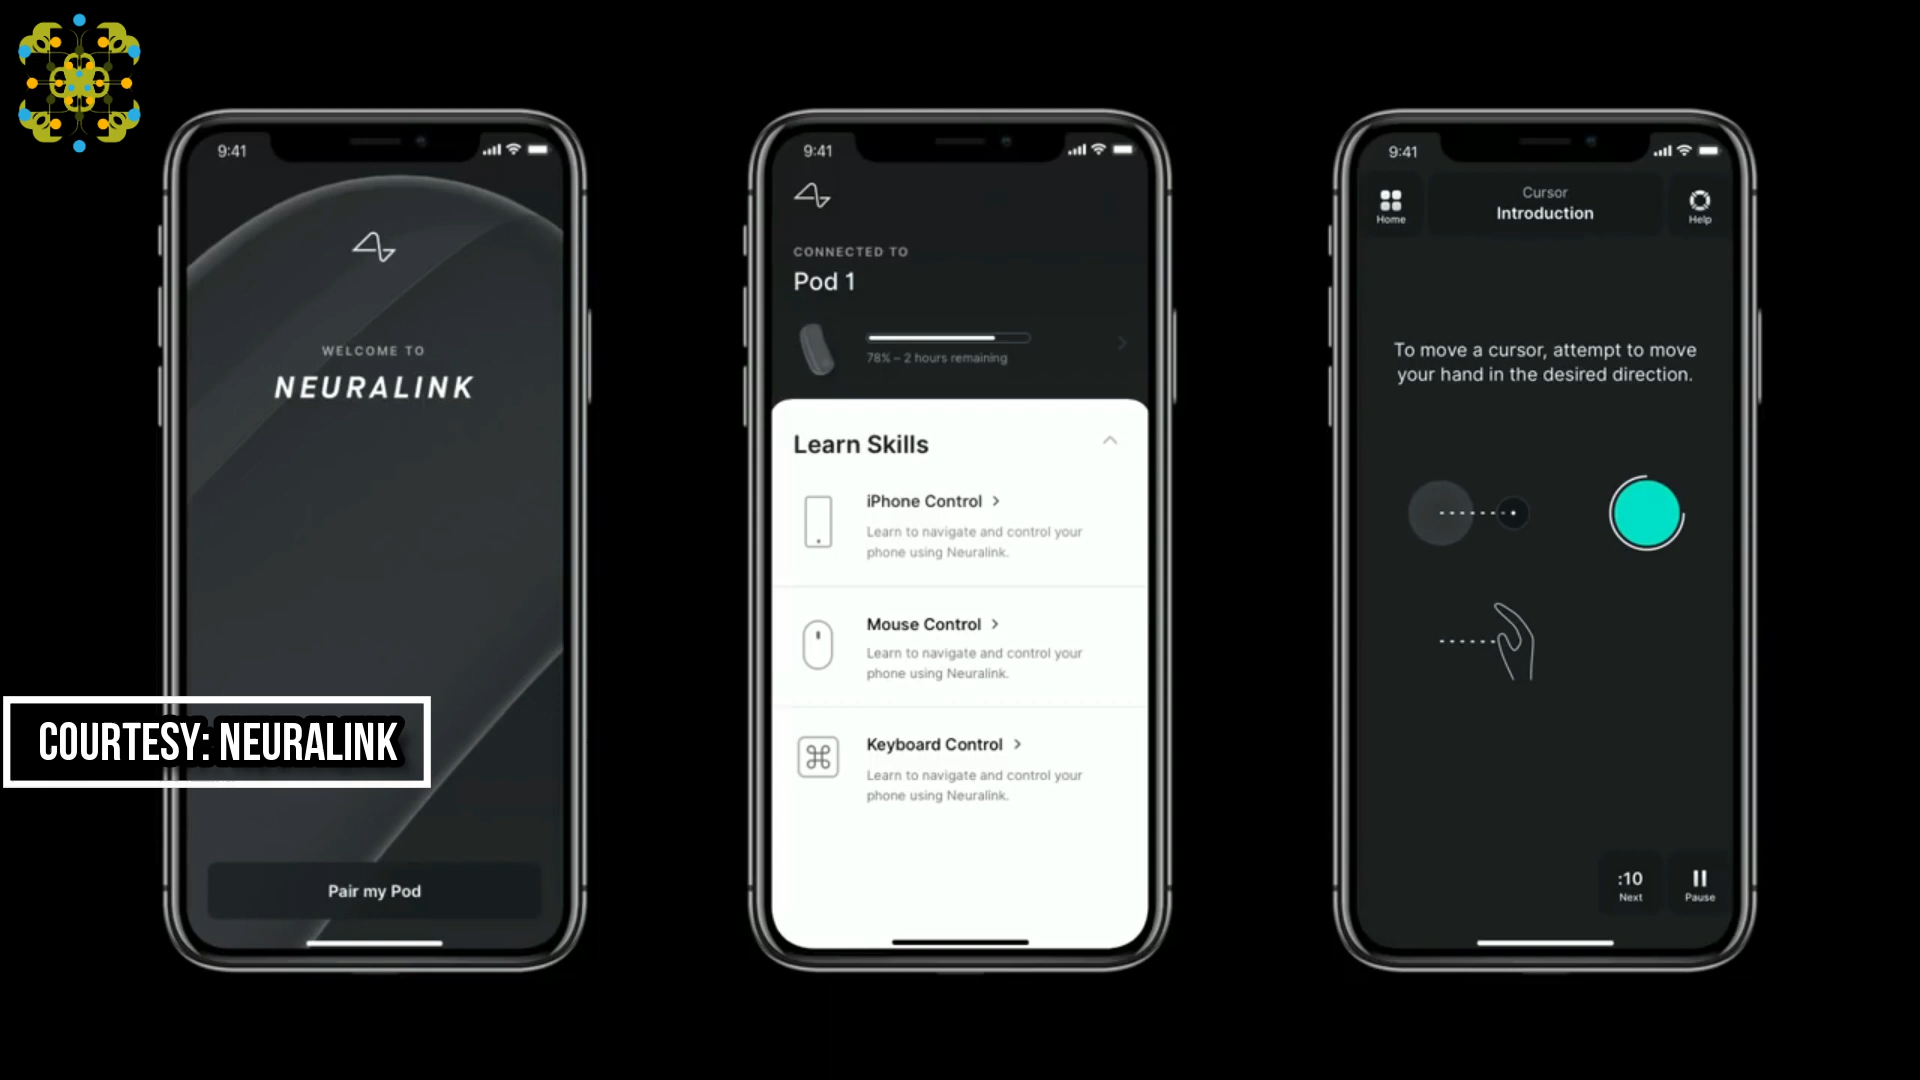 9:41
WELCOME TO
NEURALINK
Pair my Pod
COURTESY: NEURALINK
9:41
CONNECTED TO
Pod 1
78% – 2 hours remaining
Learn Skills
iPhone Control
Learn to navigate and control your
phone using Neuralink.
Mouse Control
Learn to navigate and control your
phone using Neuralink.
Keyboard Control
Learn to navigate and control your
phone using Neuralink.
9:41
Home
Cursor
Introduction
Help
To move a cursor, attempt to move
your hand in the desired direction.
:10
Next
Pause